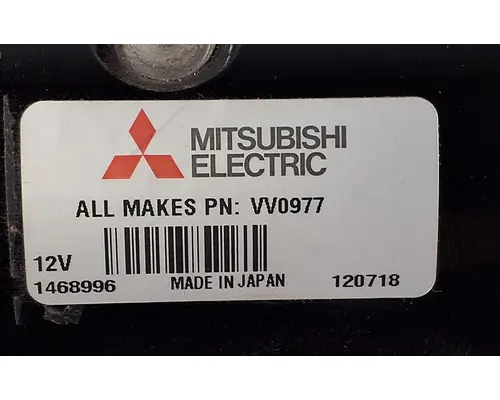 MITSUBISHI
ELECTRIC
ALL MAKES PN: VV0977
12V
1468996 MADE IN JAPAN 120718